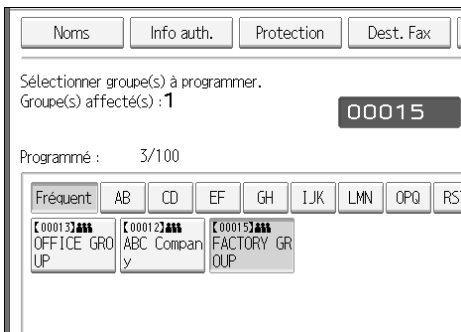 Noms Info auth. Protection Dest. Fax
Sélectionner groupe(s) à programmer.
Groupe(s) affecté(s) :1
00015
Programmé : 3/100
Fréquent AB CD EF GH IJK LMN OPQ RST
【00013】 【00012】 【00015】
OFFICE GRO ABC Compan FACTORY GR
UP y OUP